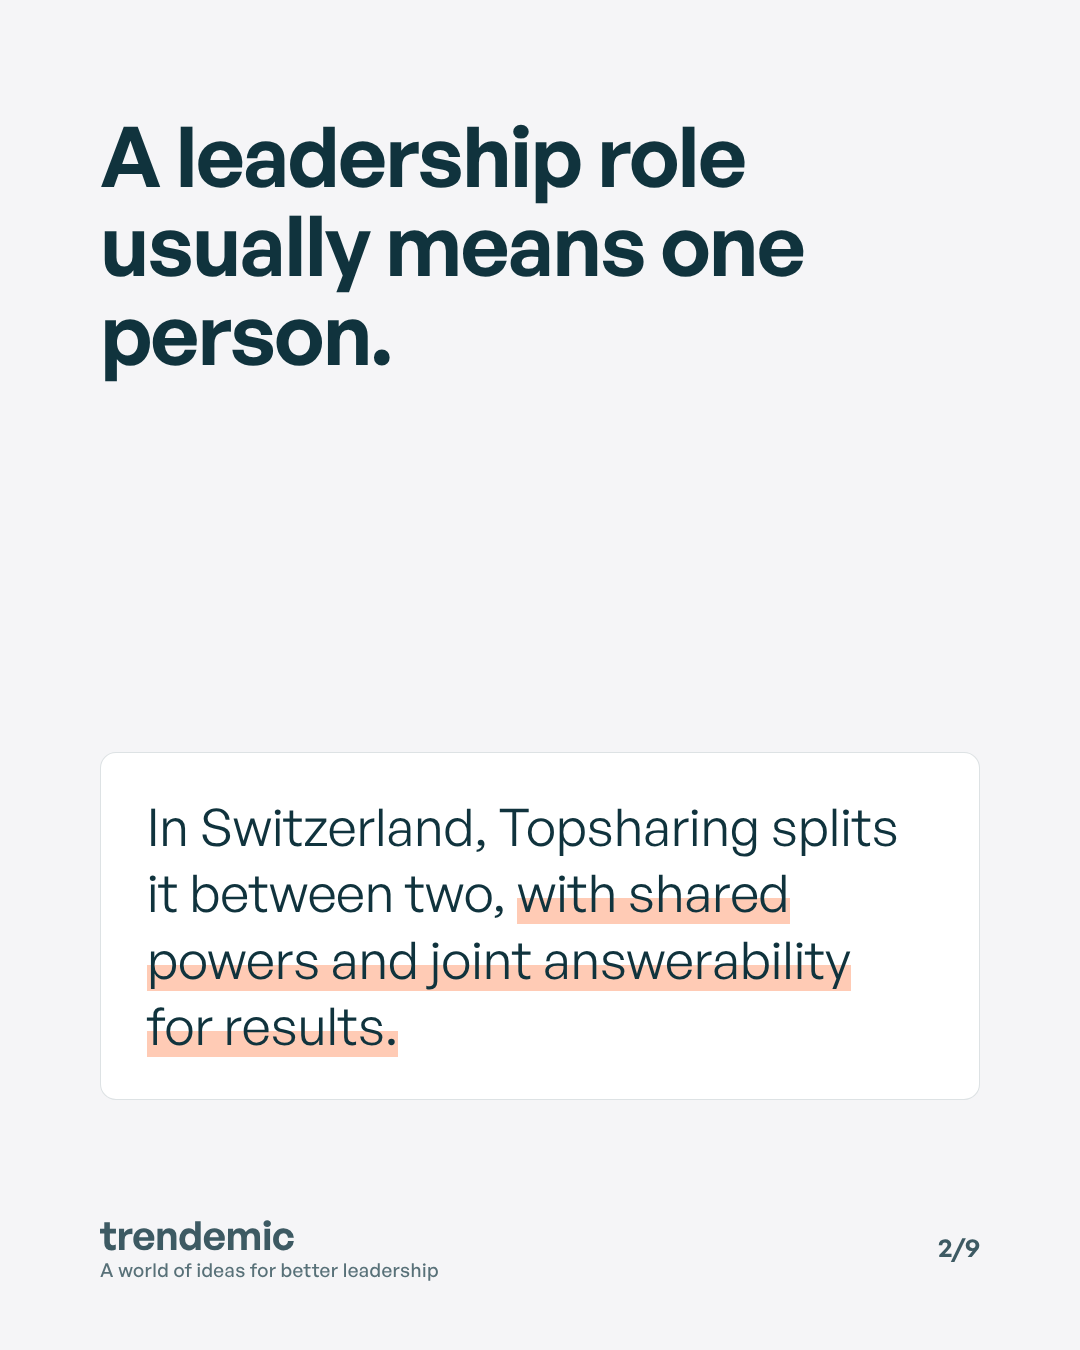 A leadership role
usually means one
person.
In Switzerland, Topsharing splits
it between two, with shared
powers and joint answerability
for results.
trendemic
A world of ideas for better leadership
2/9